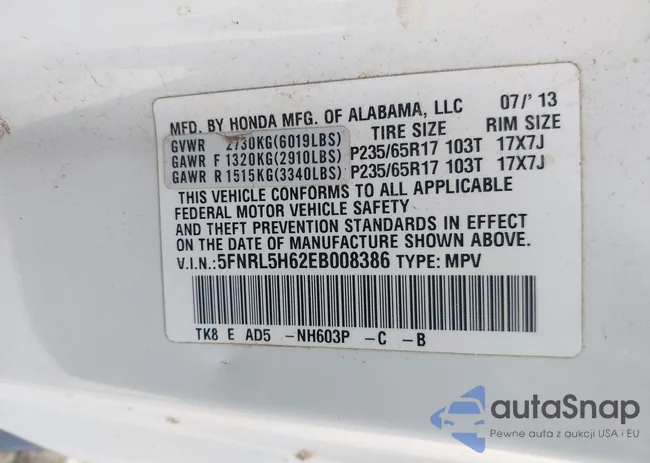 MFD. BY HONDA MFG. OF ALABAMA, LLC 07/'13
GVWR 2730KG(6019LBS) TIRE SIZE RIM SIZE
GAWR F 1320KG(2910LBS) P235/65R17 103T 17X7J
GAWR R 1515KG(3340LBS) P235/65R17 103T 17X7J
THIS VEHICLE CONFORMS TO ALL APPLICABLE
FEDERAL MOTOR VEHICLE SAFETY
AND THEFT PREVENTION STANDARDS IN EFFECT
ON THE DATE OF MANUFACTURE SHOWN ABOVE.
V.I.N.:5FNRL5H62EB008386 TYPE: MPV
TK8 E AD5 -NH603P -C -B
autoSnap
Pewne auta z aukcji USA i EU